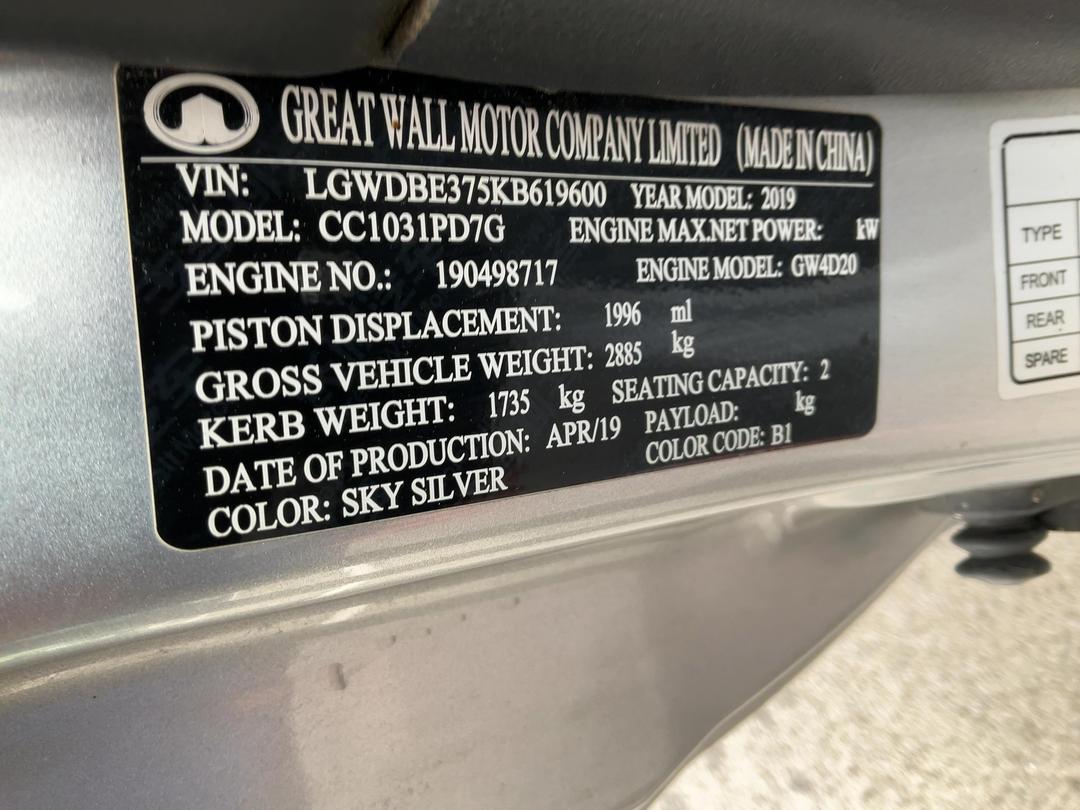 GREAT WALL MOTOR COMPANY LIMITED (MADE IN CHINA)
VIN: LGWDBE375KB619600 YEAR MODEL: 2019
MODEL: CC1031PD7G ENGINE MAX.NET POWER: kW
ENGINE NO.: 190498717 ENGINE MODEL: GW4D20
PISTON DISPLACEMENT: 1996 ml
GROSS VEHICLE WEIGHT: 2885 kg
KERB WEIGHT: 1735 kg SEATING CAPACITY: 2
DATE OF PRODUCTION: APR/19 PAYLOAD: kg
COLOR: SKY SILVER COLOR CODE: B1
TYPE
FRONT
REAR
SPARE